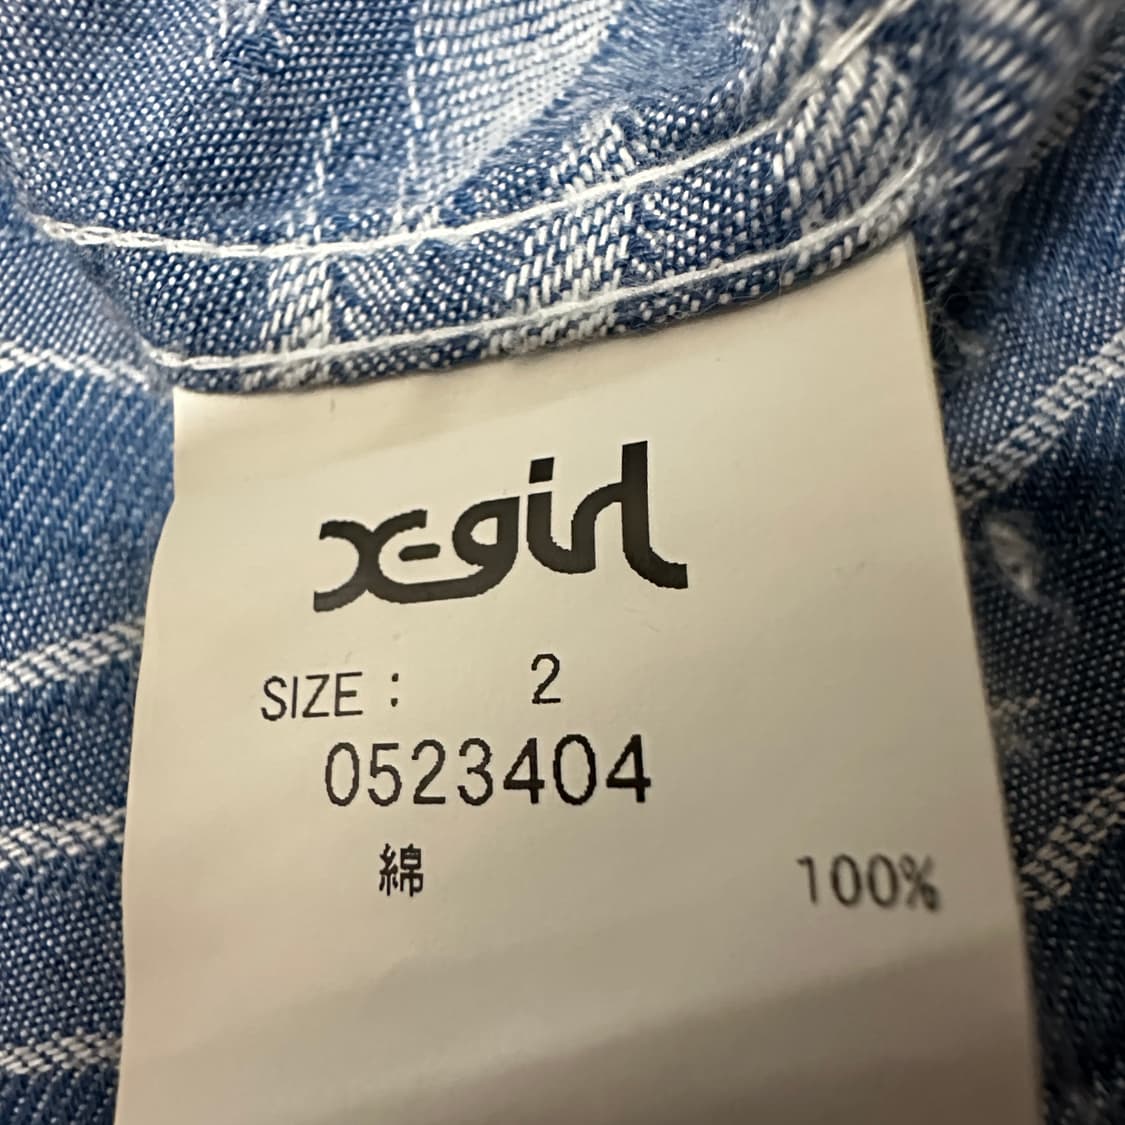 x-girl
SIZE : 2
0523404
綿 100%